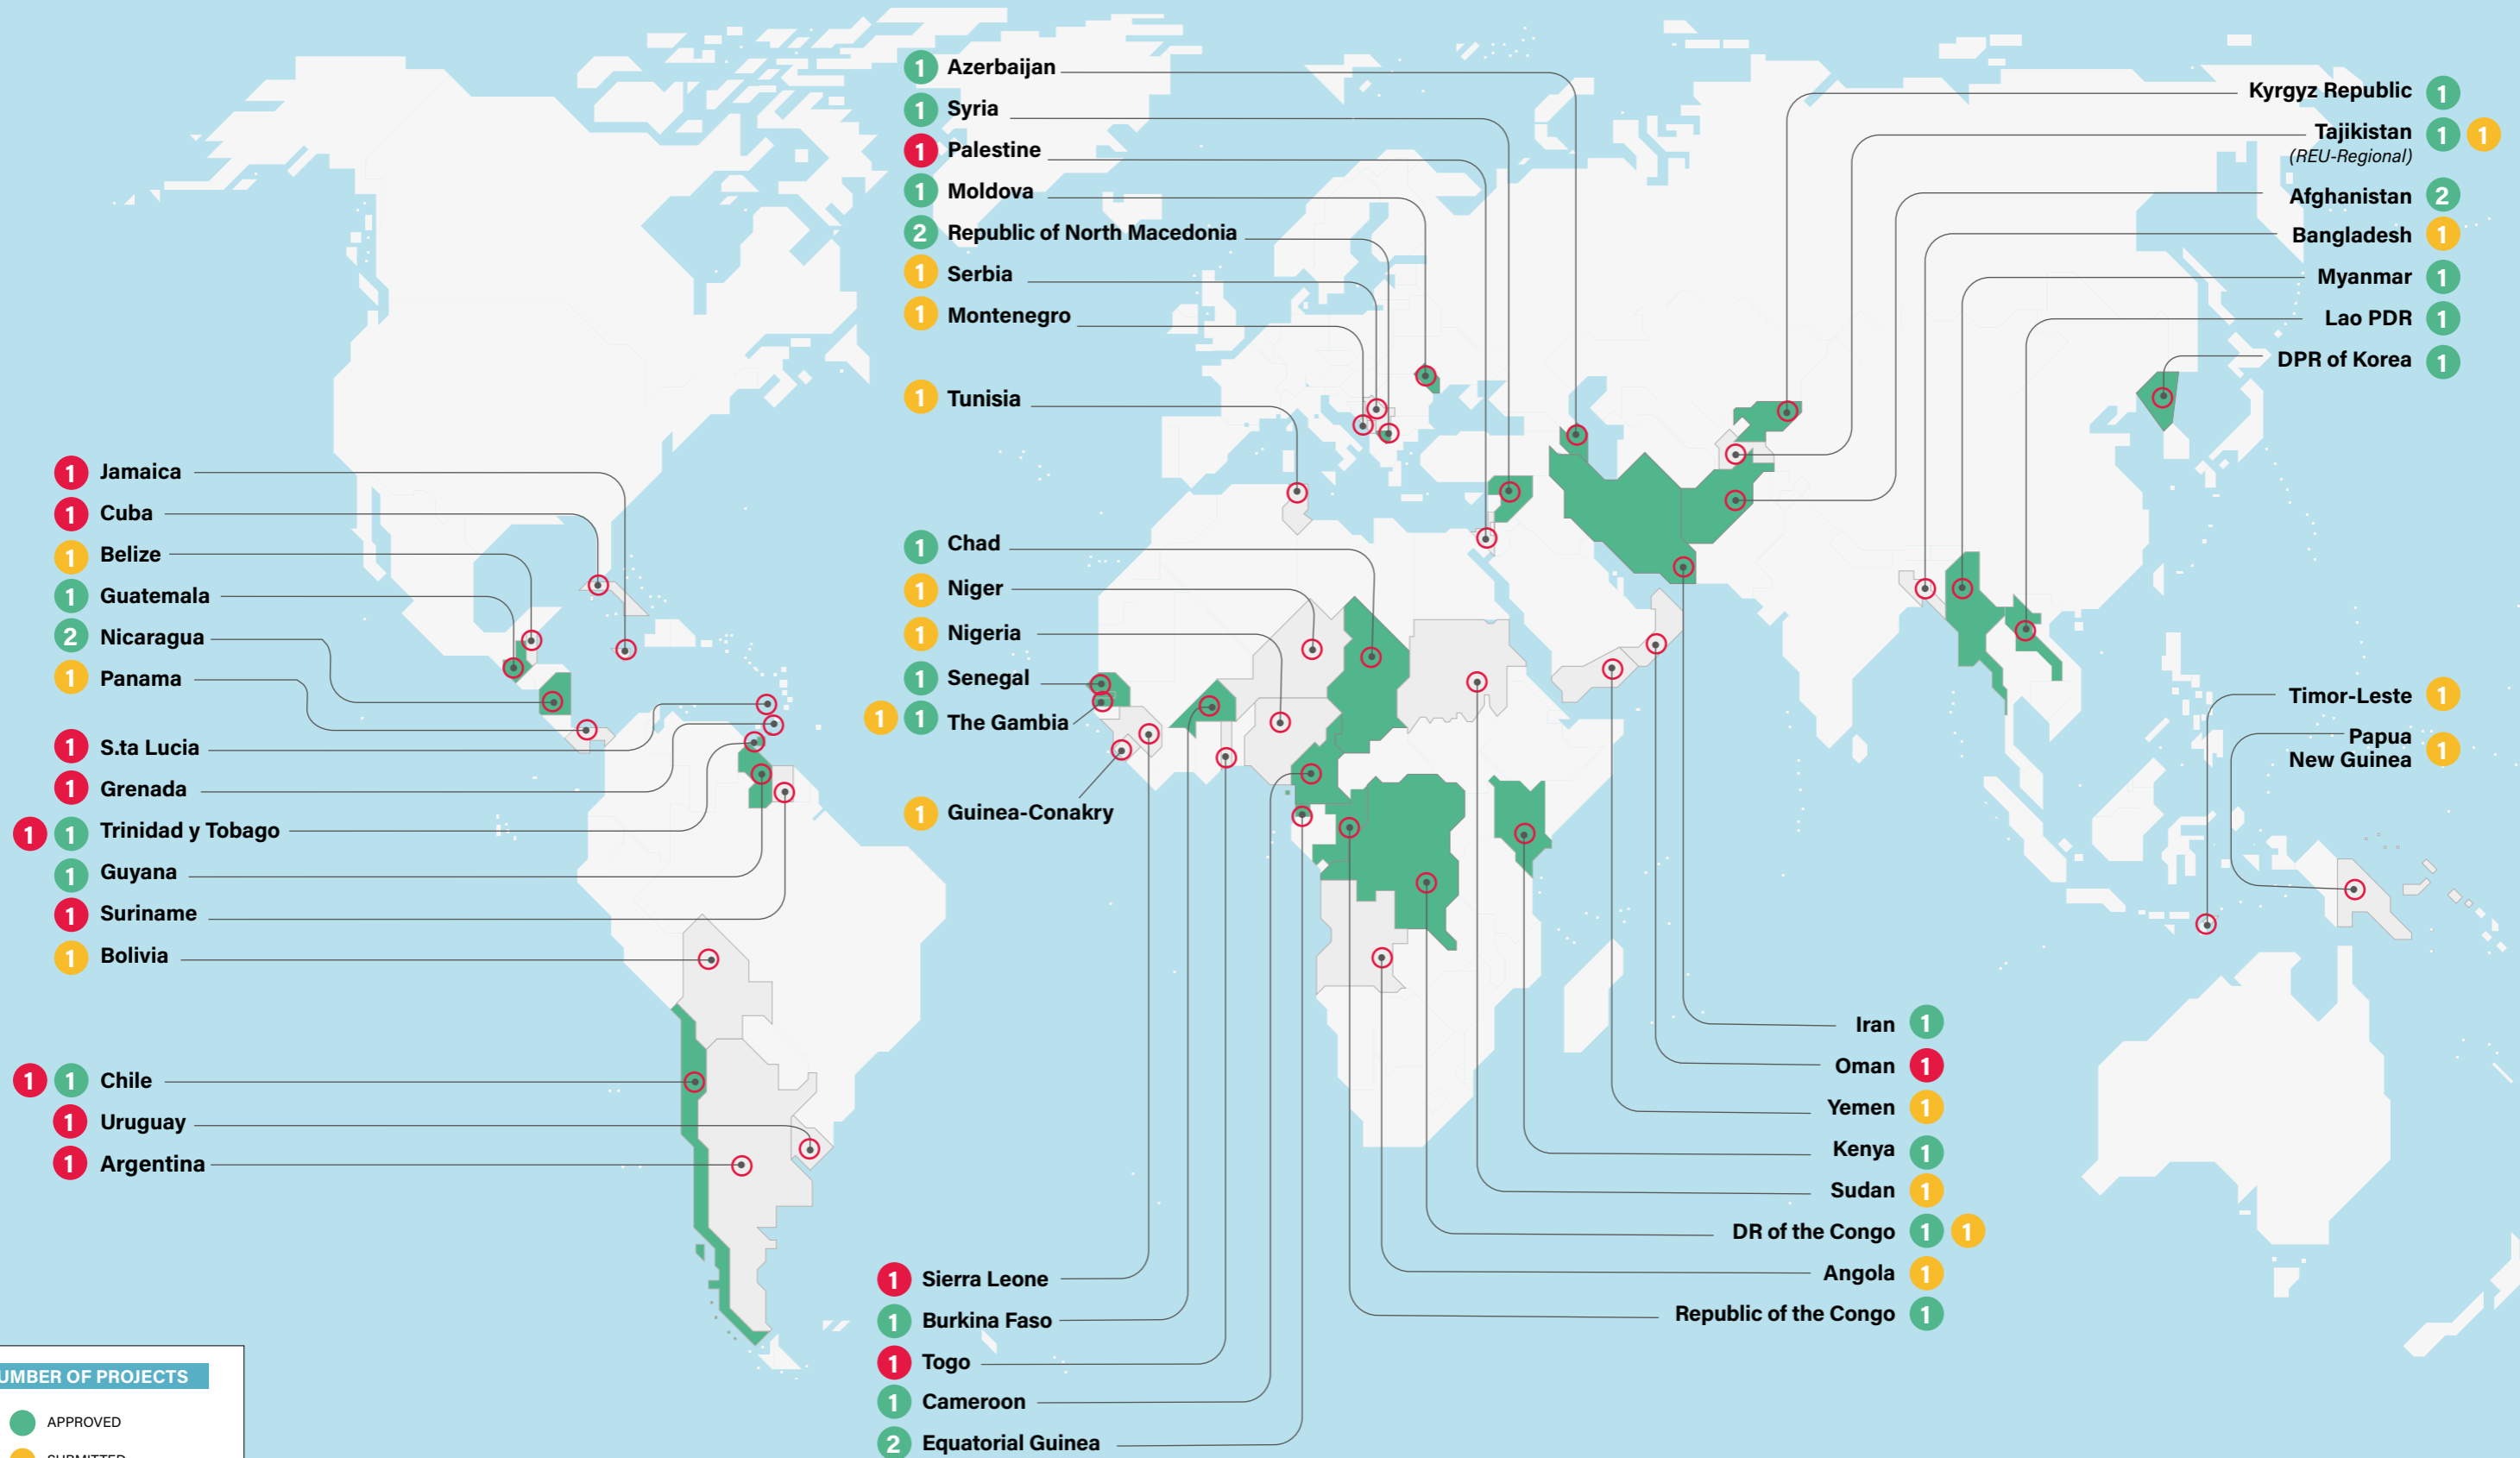 1 Azerbaijan
1 Syria
1 Palestine
1 Moldova
2 Republic of North Macedonia
1 Serbia
1 Montenegro
1 Tunisia
Kyrgyz Republic 1
Tajikistan 1 1
(REU-Regional)
Afghanistan 2
Bangladesh 1
Myanmar 1
Lao PDR 1
DPR of Korea 1
1 Jamaica
1 Cuba
1 Belize
1 Guatemala
2 Nicaragua
1 Panama
1 S.ta Lucia
1 Grenada
1 1 Trinidad y Tobago
1 Guyana
1 Suriname
1 Bolivia
1 1 Chile
1 Uruguay
1 Argentina
1 Chad
1 Niger
1 Nigeria
1 Senegal
1 1 The Gambia
1 Guinea-Conakry
Timor-Leste 1
Papua
New Guinea 1
Iran 1
Oman 1
Yemen 1
Kenya 1
Sudan 1
DR of the Congo 1 1
Angola 1
Republic of the Congo 1
1 Sierra Leone
1 Burkina Faso
1 Togo
1 Cameroon
2 Equatorial Guinea
UMBER OF PROJECTS
APPROVED